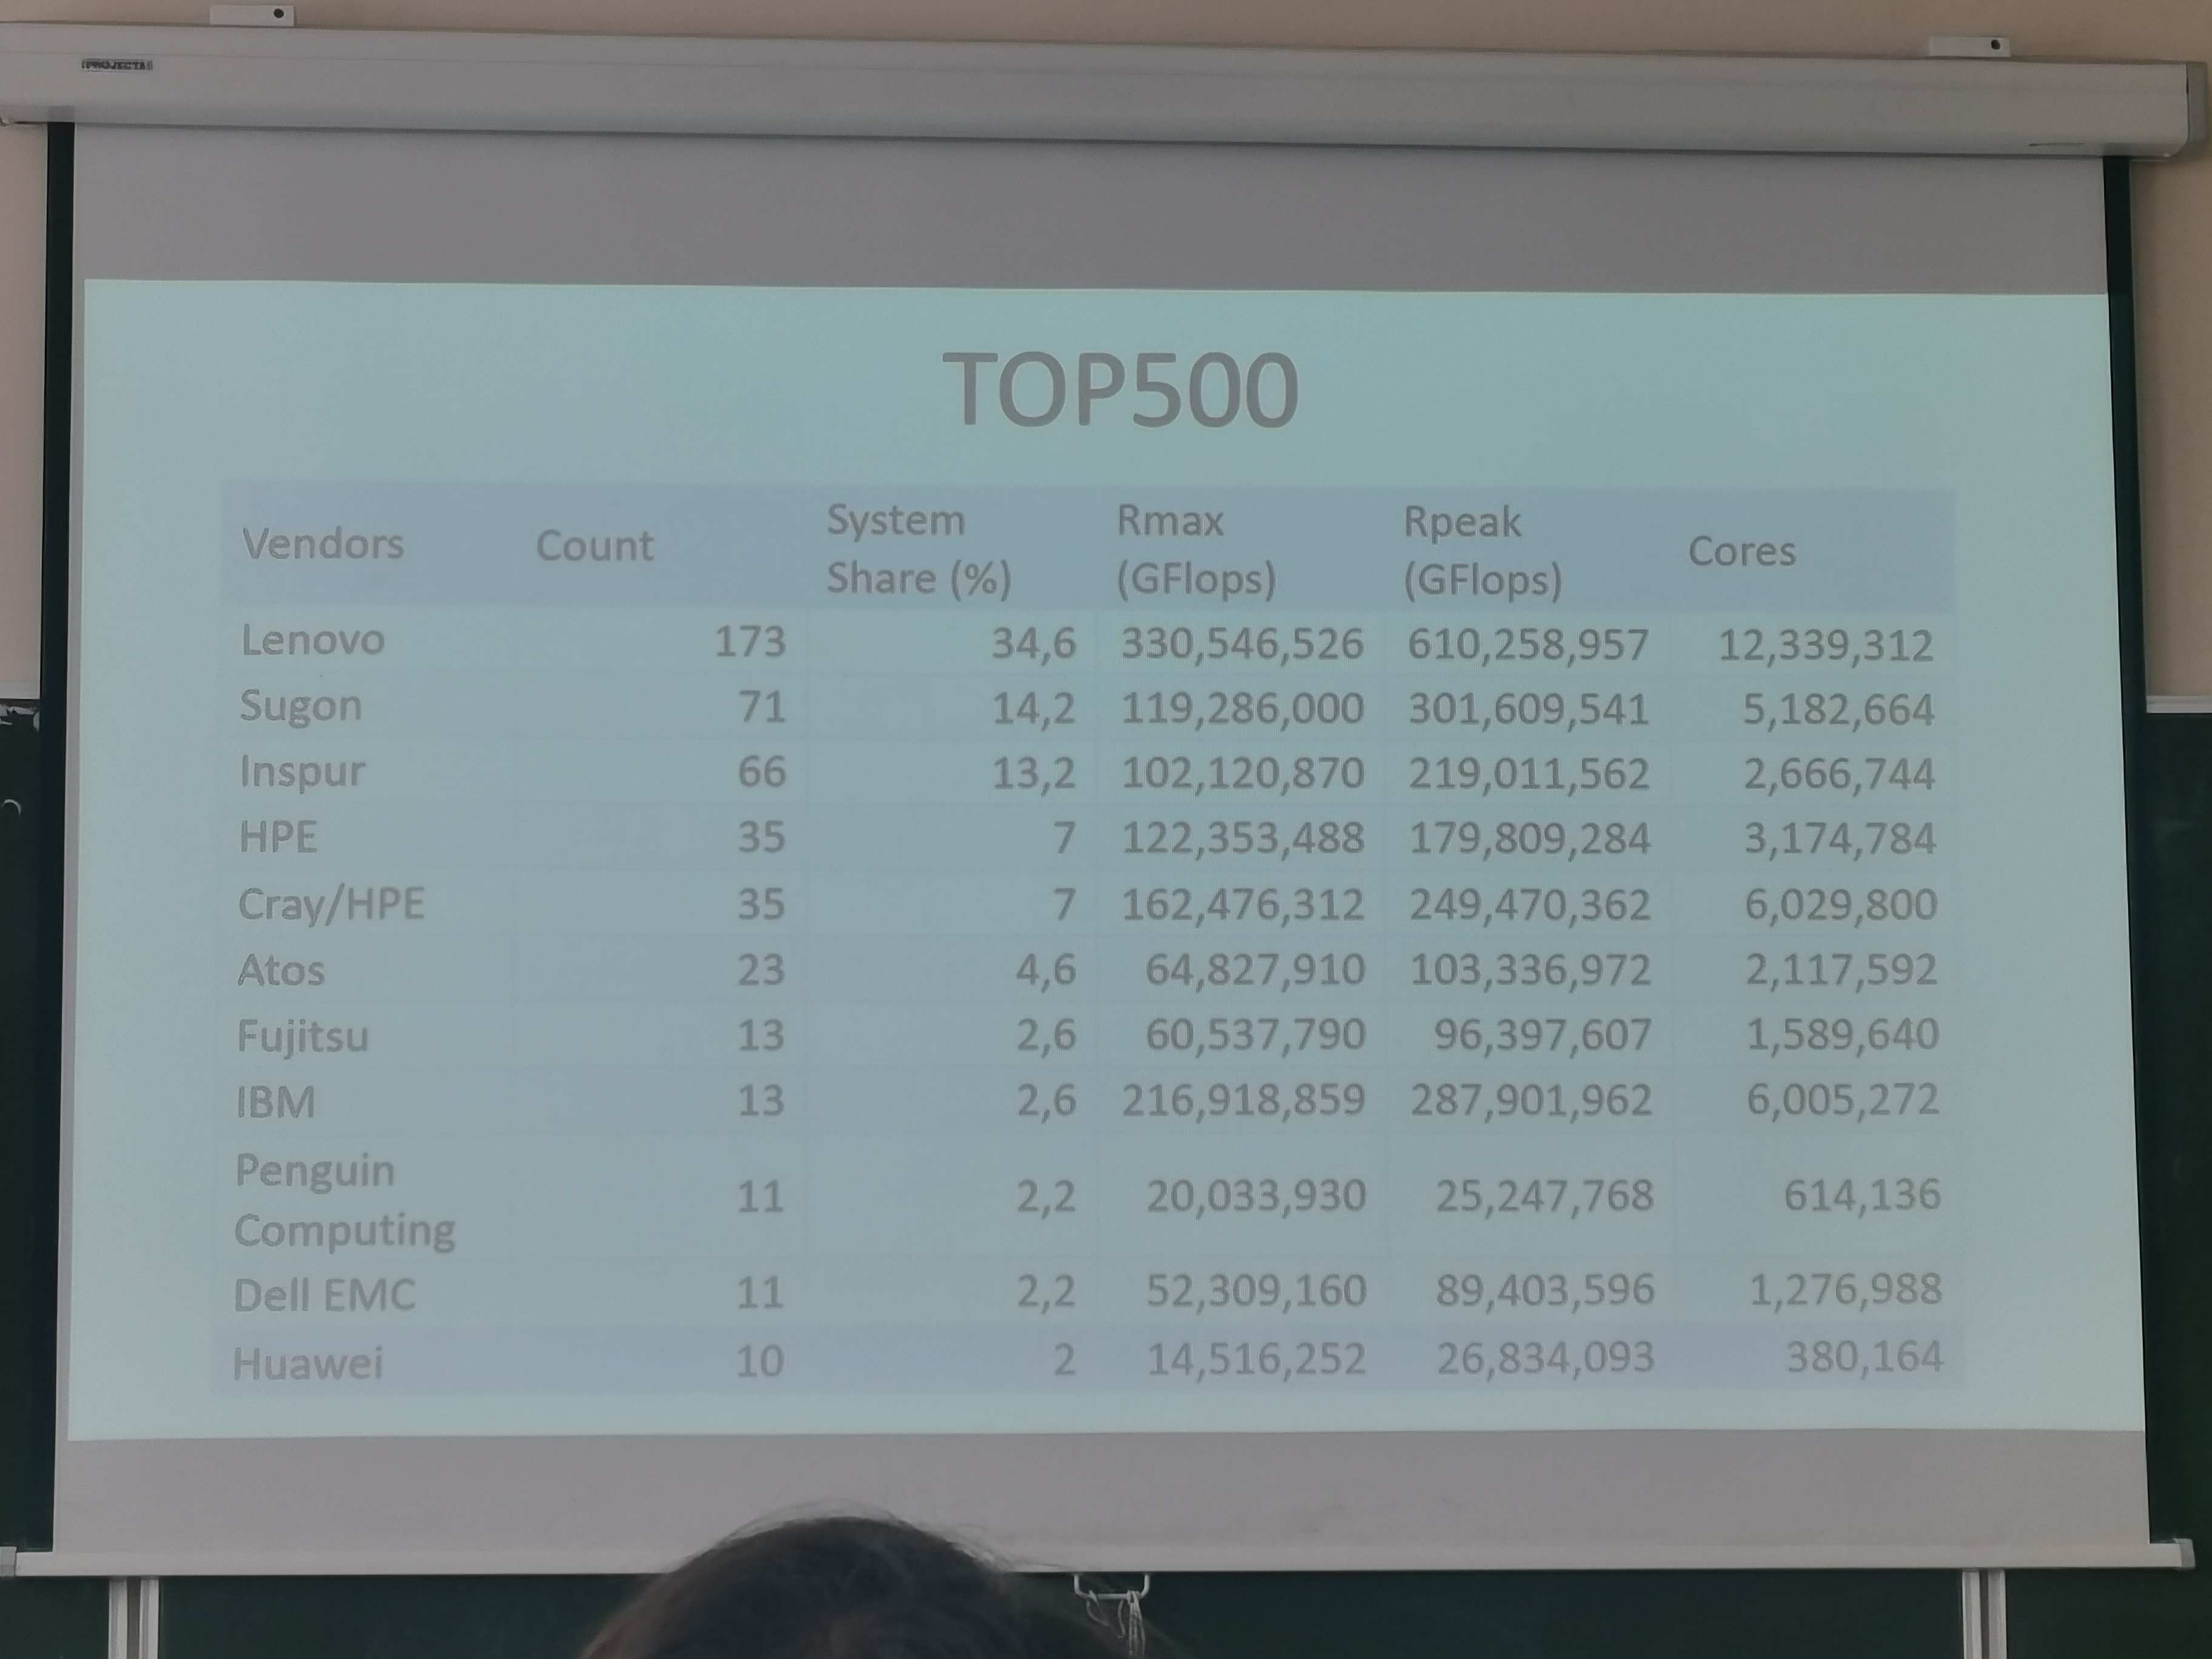 PROJECTA
TOP500
Vendors Count System Share (%) Rmax (GFlops) Rpeak (GFlops) Cores
Lenovo 173 34,6 330,546,526 610,258,957 12,339,312
Sugon 71 14,2 119,286,000 301,609,541 5,182,664
Inspur 66 13,2 102,120,870 219,011,562 2,666,744
HPE 35 7 122,353,488 179,809,284 3,174,784
Cray/HPE 35 7 162,476,312 249,470,362 6,029,800
Atos 23 4,6 64,827,910 103,336,972 2,117,592
Fujitsu 13 2,6 60,537,790 96,397,607 1,589,640
IBM 13 2,6 216,918,859 287,901,962 6,005,272
Penguin Computing 11 2,2 20,033,930 25,247,768 614,136
Dell EMC 11 2,2 52,309,160 89,403,596 1,276,988
Huawei 10 2 14,516,252 26,834,093 380,164